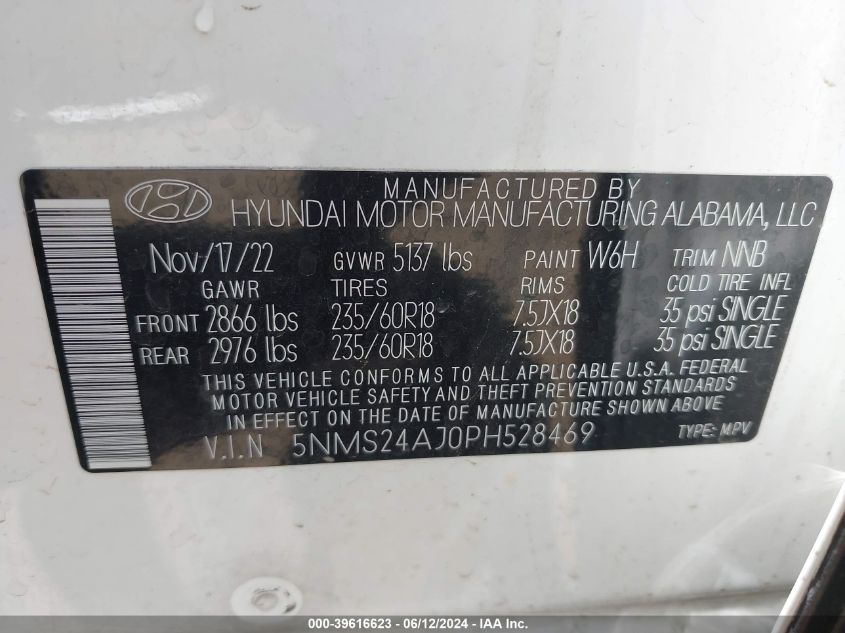 MANUFACTURED BY
HYUNDAI MOTOR MANUFACTURING ALABAMA, LLC
Nov/17/22 GVWR 5137 lbs PAINT W6H TRIM NNB
GAWR TIRES RIMS COLD TIRE INFL
FRONT 2866 lbs 235/60R18 7.5JX18 35 psi SINGLE
REAR 2976 lbs 235/60R18 7.5JX18 35 psi SINGLE
THIS VEHICLE CONFORMS TO ALL APPLICABLE U.S.A. FEDERAL
MOTOR VEHICLE SAFETY AND THEFT PREVENTION STANDARDS
IN EFFECT ON THE DATE OF MANUFACTURE SHOWN ABOVE
V.I.N 5NMS24AJ0PH528469 TYPE: MPV
000-39616623 - 06/12/2024 - IAA Inc.